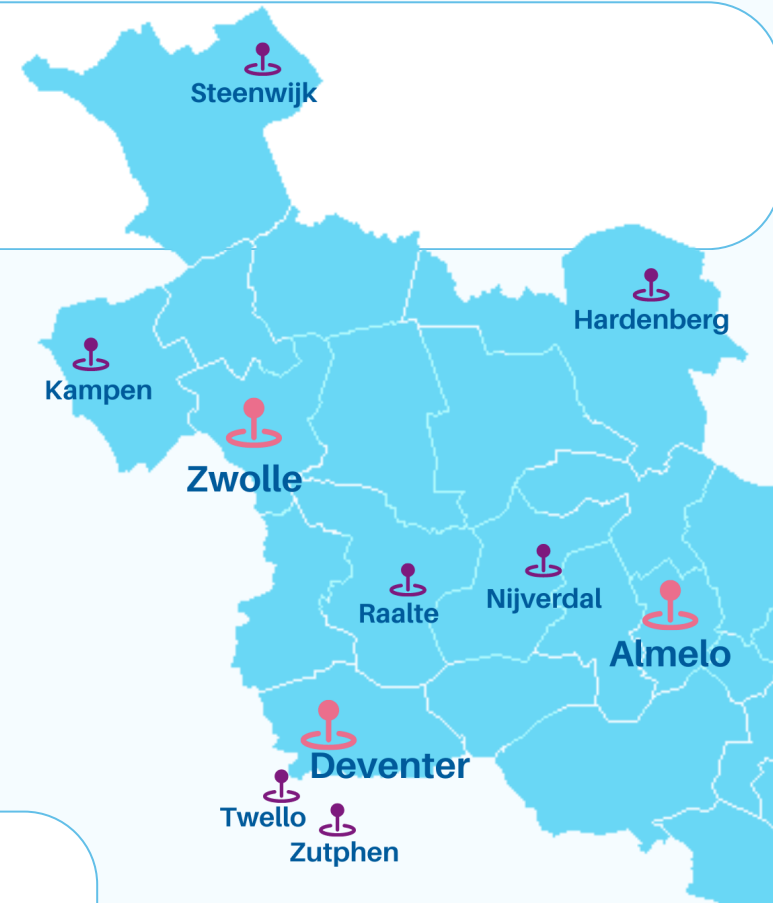 Steenwijk
Hardenberg
Kampen
Zwolle
Nijverdal
Raalte
Almelo
Deventer
Twello
Zutphen